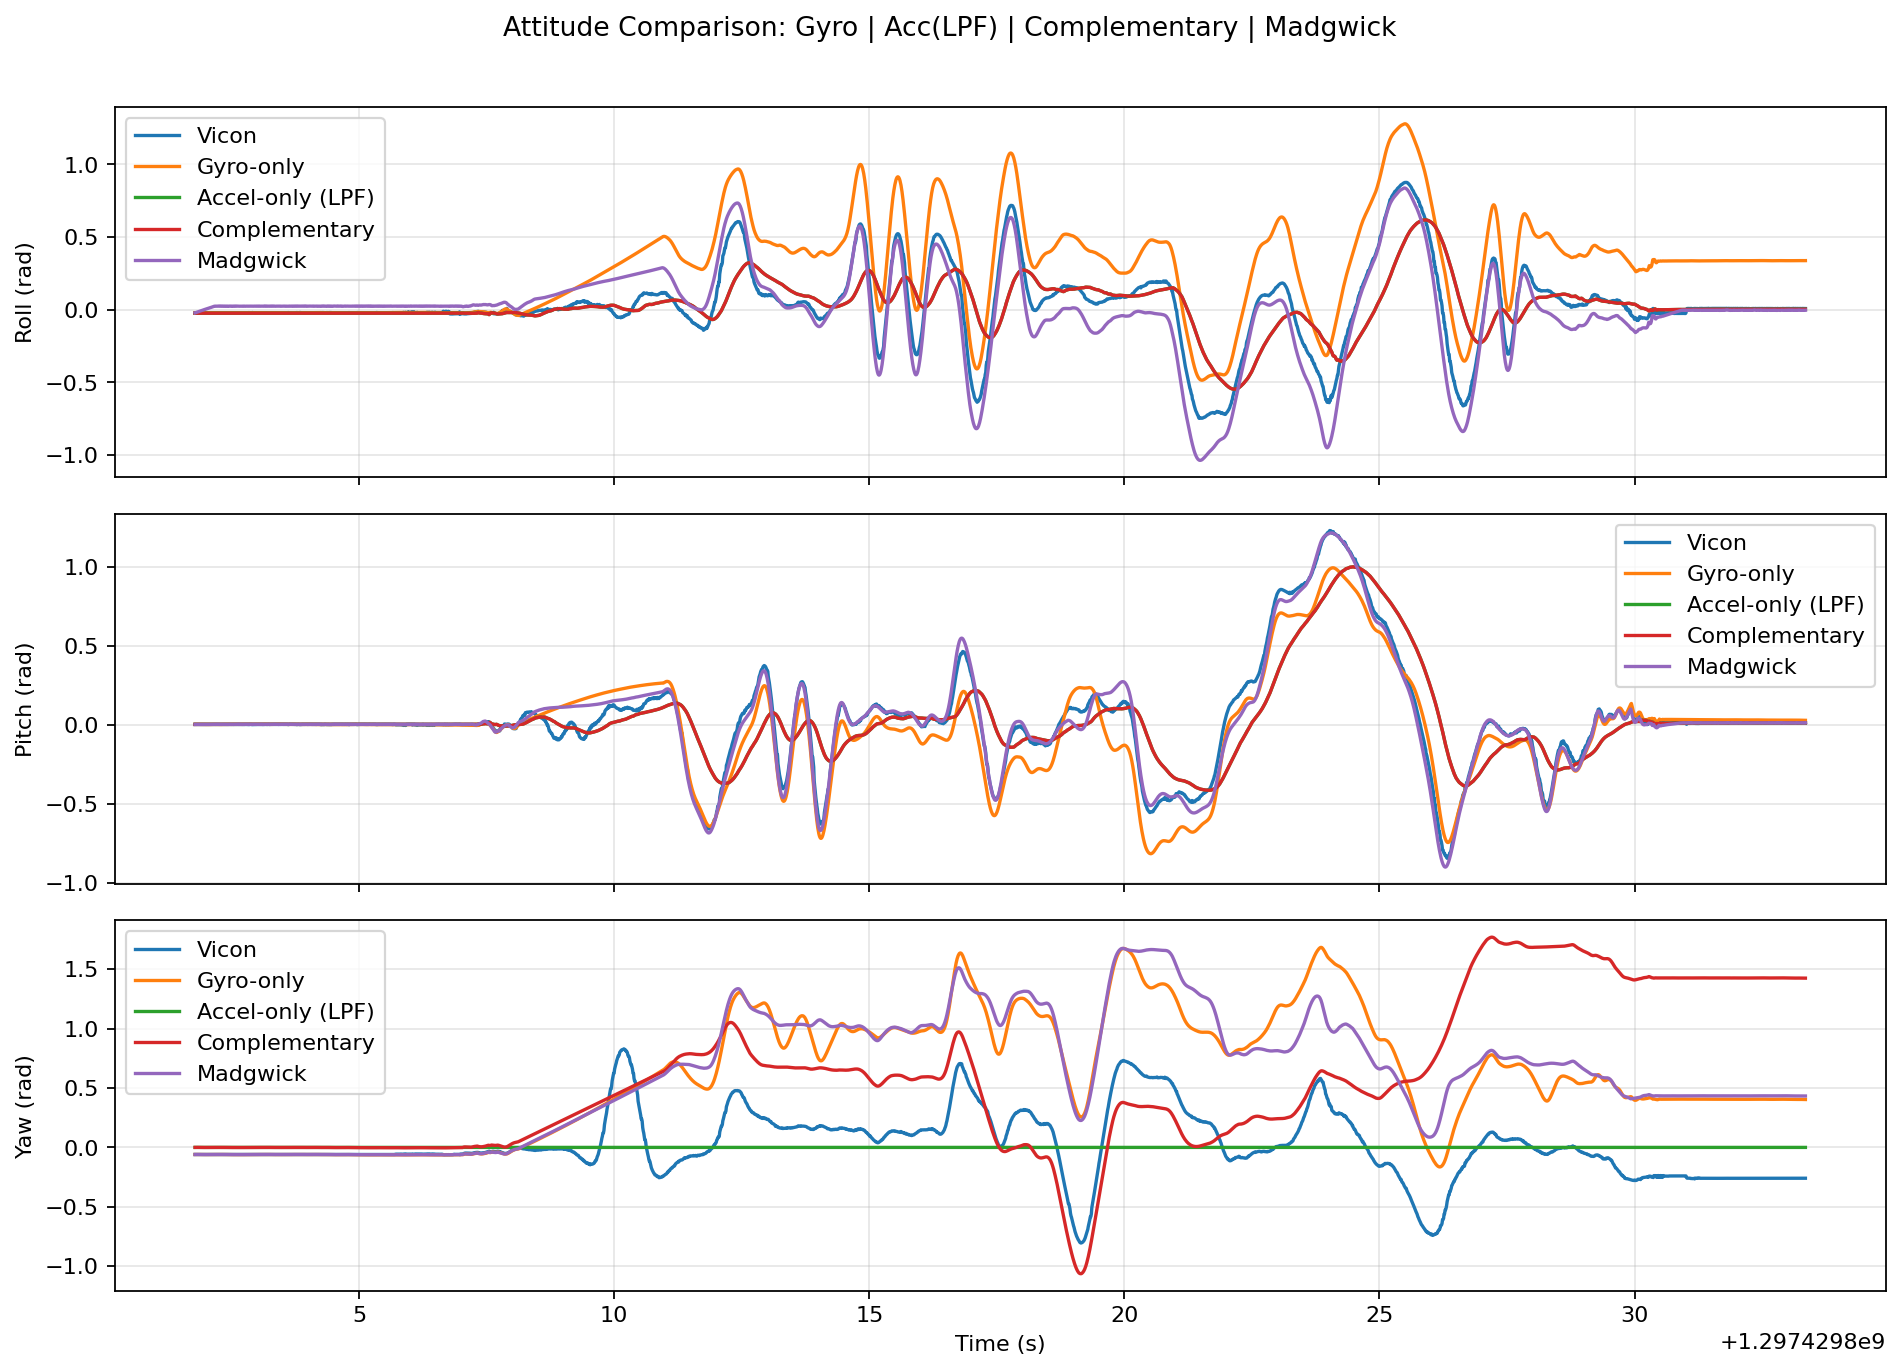 Attitude Comparison: Gyro | Acc(LPF) | Complementary | Madgwick
Roll (rad)
1.0
0.5
0.0
−0.5
−1.0
Vicon
Gyro-only
Accel-only (LPF)
Complementary
Madgwick
Pitch (rad)
1.0
0.5
0.0
−0.5
−1.0
Vicon
Gyro-only
Accel-only (LPF)
Complementary
Madgwick
Yaw (rad)
1.5
1.0
0.5
0.0
−0.5
−1.0
Vicon
Gyro-only
Accel-only (LPF)
Complementary
Madgwick
5 10 15 20 25 30
Time (s)
+1.2974298e9